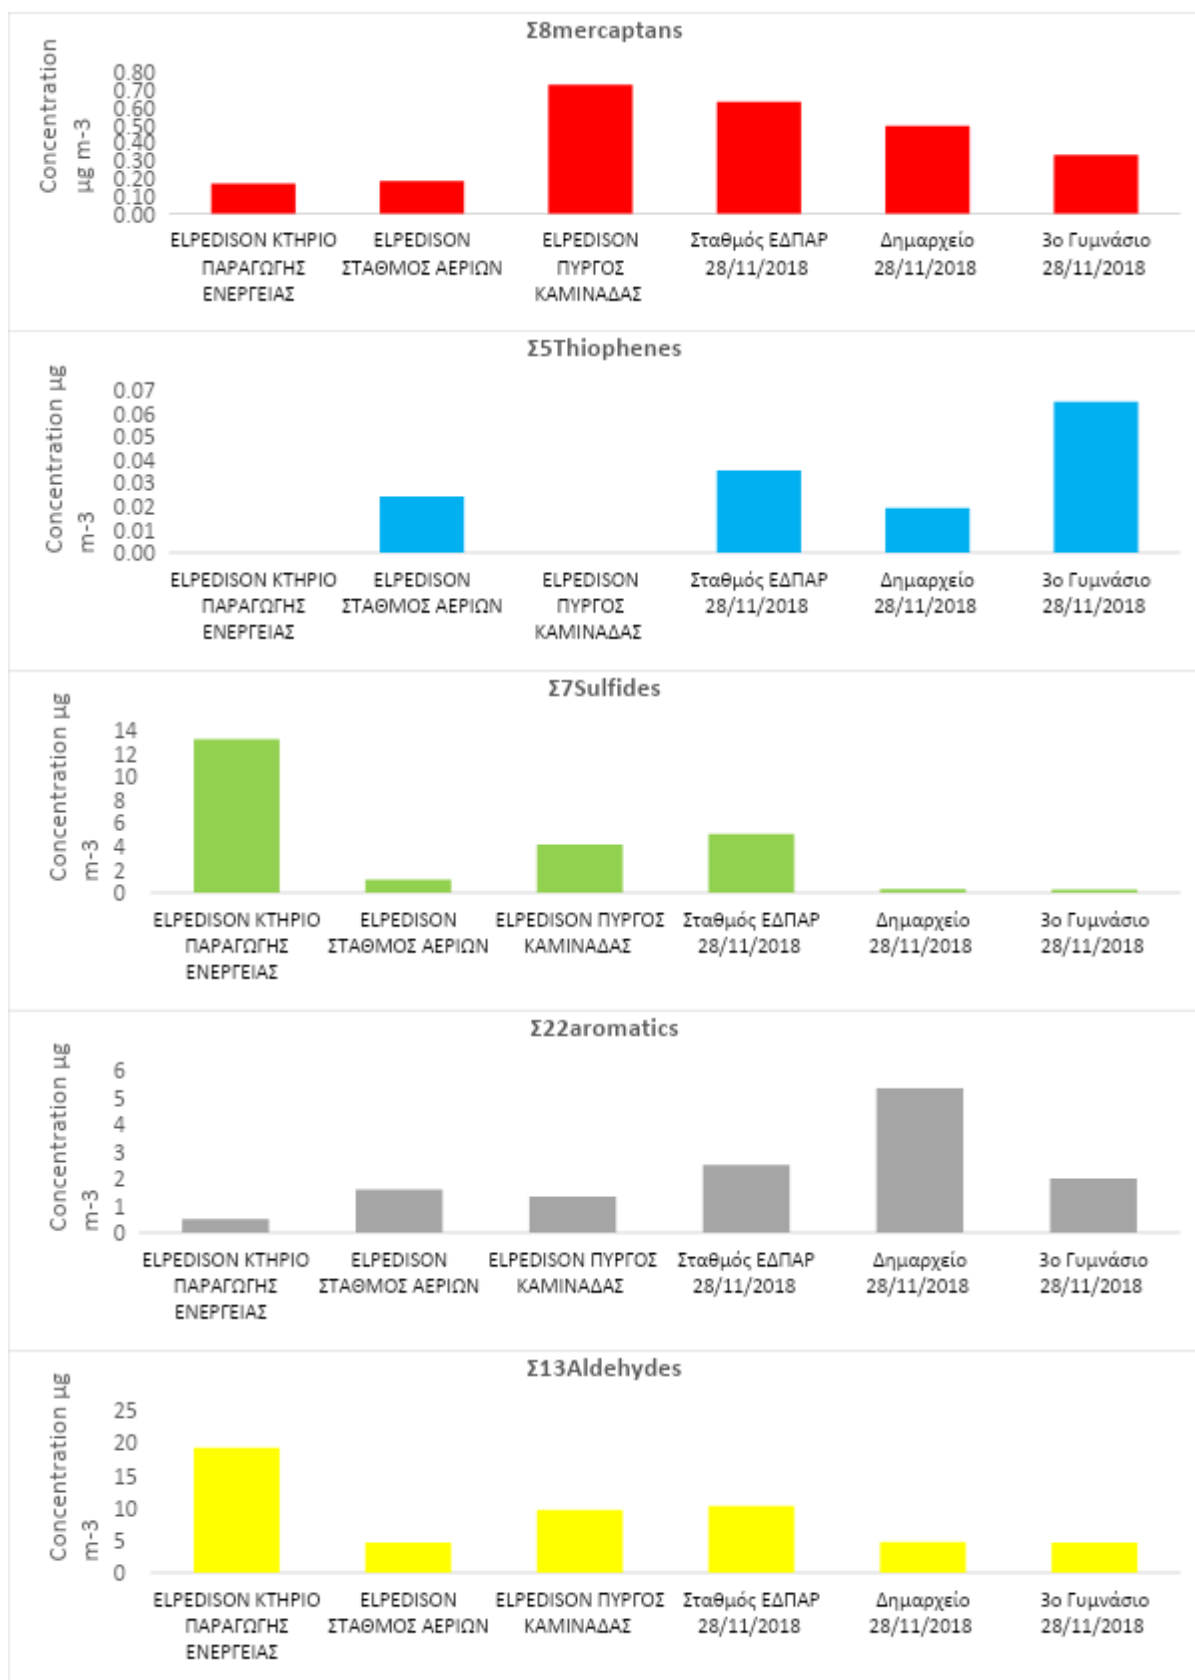 Σ8mercaptans
Concentration
μg m-3
0.80
0.70
0.60
0.50
0.40
0.30
0.20
0.10
0.00
ELPEDISON ΚΤΗΡΙΟ
ΠΑΡΑΓΩΓΗΣ
ΕΝΕΡΓΕΙΑΣ
ELPEDISON
ΣΤΑΘΜΟΣ ΑΕΡΙΩΝ
ELPEDISON
ΠΥΡΓΟΣ
ΚΑΜΙΝΑΔΑΣ
Σταθμός ΕΔΠΑΡ
28/11/2018
Δημαρχείο
28/11/2018
3ο Γυμνάσιο
28/11/2018
Σ5Thiophenes
Concentration μg
m-3
0.07
0.06
0.05
0.04
0.03
0.02
0.01
0.00
ELPEDISON ΚΤΗΡΙΟ
ΠΑΡΑΓΩΓΗΣ
ΕΝΕΡΓΕΙΑΣ
ELPEDISON
ΣΤΑΘΜΟΣ ΑΕΡΙΩΝ
ELPEDISON
ΠΥΡΓΟΣ
ΚΑΜΙΝΑΔΑΣ
Σταθμός ΕΔΠΑΡ
28/11/2018
Δημαρχείο
28/11/2018
3ο Γυμνάσιο
28/11/2018
Σ7Sulfides
Concentration μg
m-3
14
12
10
8
6
4
2
0
ELPEDISON ΚΤΗΡΙΟ
ΠΑΡΑΓΩΓΗΣ
ΕΝΕΡΓΕΙΑΣ
ELPEDISON
ΣΤΑΘΜΟΣ ΑΕΡΙΩΝ
ELPEDISON ΠΥΡΓΟΣ
ΚΑΜΙΝΑΔΑΣ
Σταθμός ΕΔΠΑΡ
28/11/2018
Δημαρχείο
28/11/2018
3ο Γυμνάσιο
28/11/2018
Σ22aromatics
Concentration μg
m-3
6
5
4
3
2
1
0
ELPEDISON ΚΤΗΡΙΟ
ΠΑΡΑΓΩΓΗΣ
ΕΝΕΡΓΕΙΑΣ
ELPEDISON
ΣΤΑΘΜΟΣ ΑΕΡΙΩΝ
ELPEDISON ΠΥΡΓΟΣ
ΚΑΜΙΝΑΔΑΣ
Σταθμός ΕΔΠΑΡ
28/11/2018
Δημαρχείο
28/11/2018
3ο Γυμνάσιο
28/11/2018
Σ13Aldehydes
Concentration μg
m-3
25
20
15
10
5
0
ELPEDISON ΚΤΗΡΙΟ
ΠΑΡΑΓΩΓΗΣ
ΕΝΕΡΓΕΙΑΣ
ELPEDISON
ΣΤΑΘΜΟΣ ΑΕΡΙΩΝ
ELPEDISON ΠΥΡΓΟΣ
ΚΑΜΙΝΑΔΑΣ
Σταθμός ΕΔΠΑΡ
28/11/2018
Δημαρχείο
28/11/2018
3ο Γυμνάσιο
28/11/2018